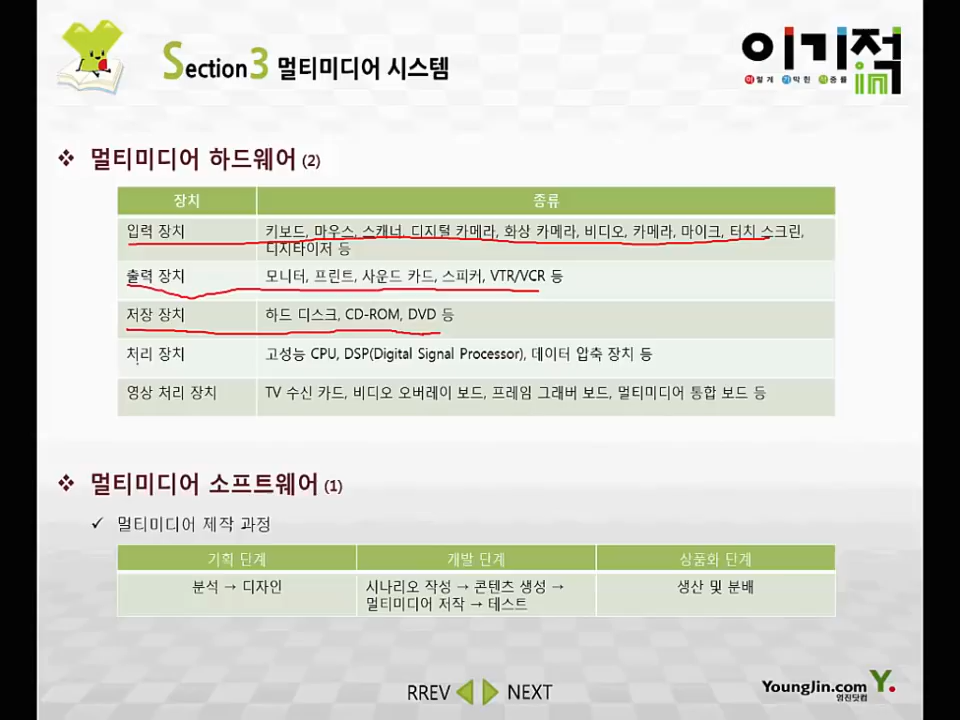 Section3 멀티미디어 시스템
이기적in
이렇게 기막힌 적중률
❖ 멀티미디어 하드웨어 (2)
장치 종류
입력 장치 키보드, 마우스, 스캐너, 디지털 카메라, 화상 카메라, 비디오, 카메라, 마이크, 터치 스크린,
디지타이저 등
출력 장치 모니터, 프린트, 사운드 카드, 스피커, VTR/VCR 등
저장 장치 하드 디스크, CD-ROM, DVD 등
처리 장치 고성능 CPU, DSP(Digital Signal Processor), 데이터 압축 장치 등
영상 처리 장치 TV 수신 카드, 비디오 오버레이 보드, 프레임 그래버 보드, 멀티미디어 통합 보드 등
❖ 멀티미디어 소프트웨어 (1)
✓ 멀티미디어 제작 과정
기획 단계 개발 단계 상품화 단계
분석 → 디자인 시나리오 작성 → 콘텐츠 생성 → 생산 및 분배
멀티미디어 저작 → 테스트
RREV NEXT
YoungJin.com Y.
영진닷컴